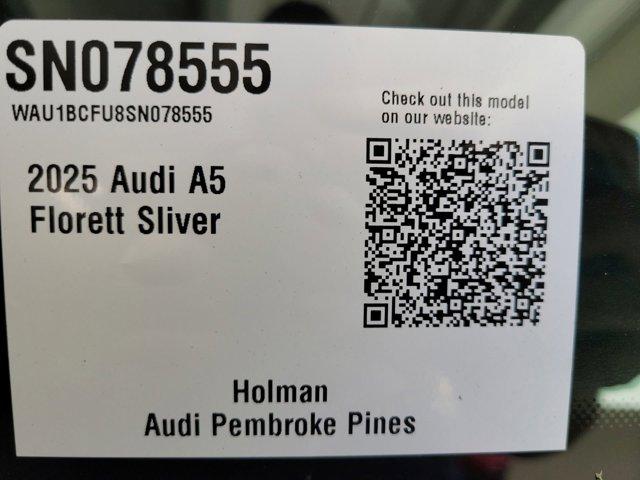 SN078555
WAU1BCFU8SN078555
Check out this model
on our website:
2025 Audi A5
Florett Sliver
Holman
Audi Pembroke Pines